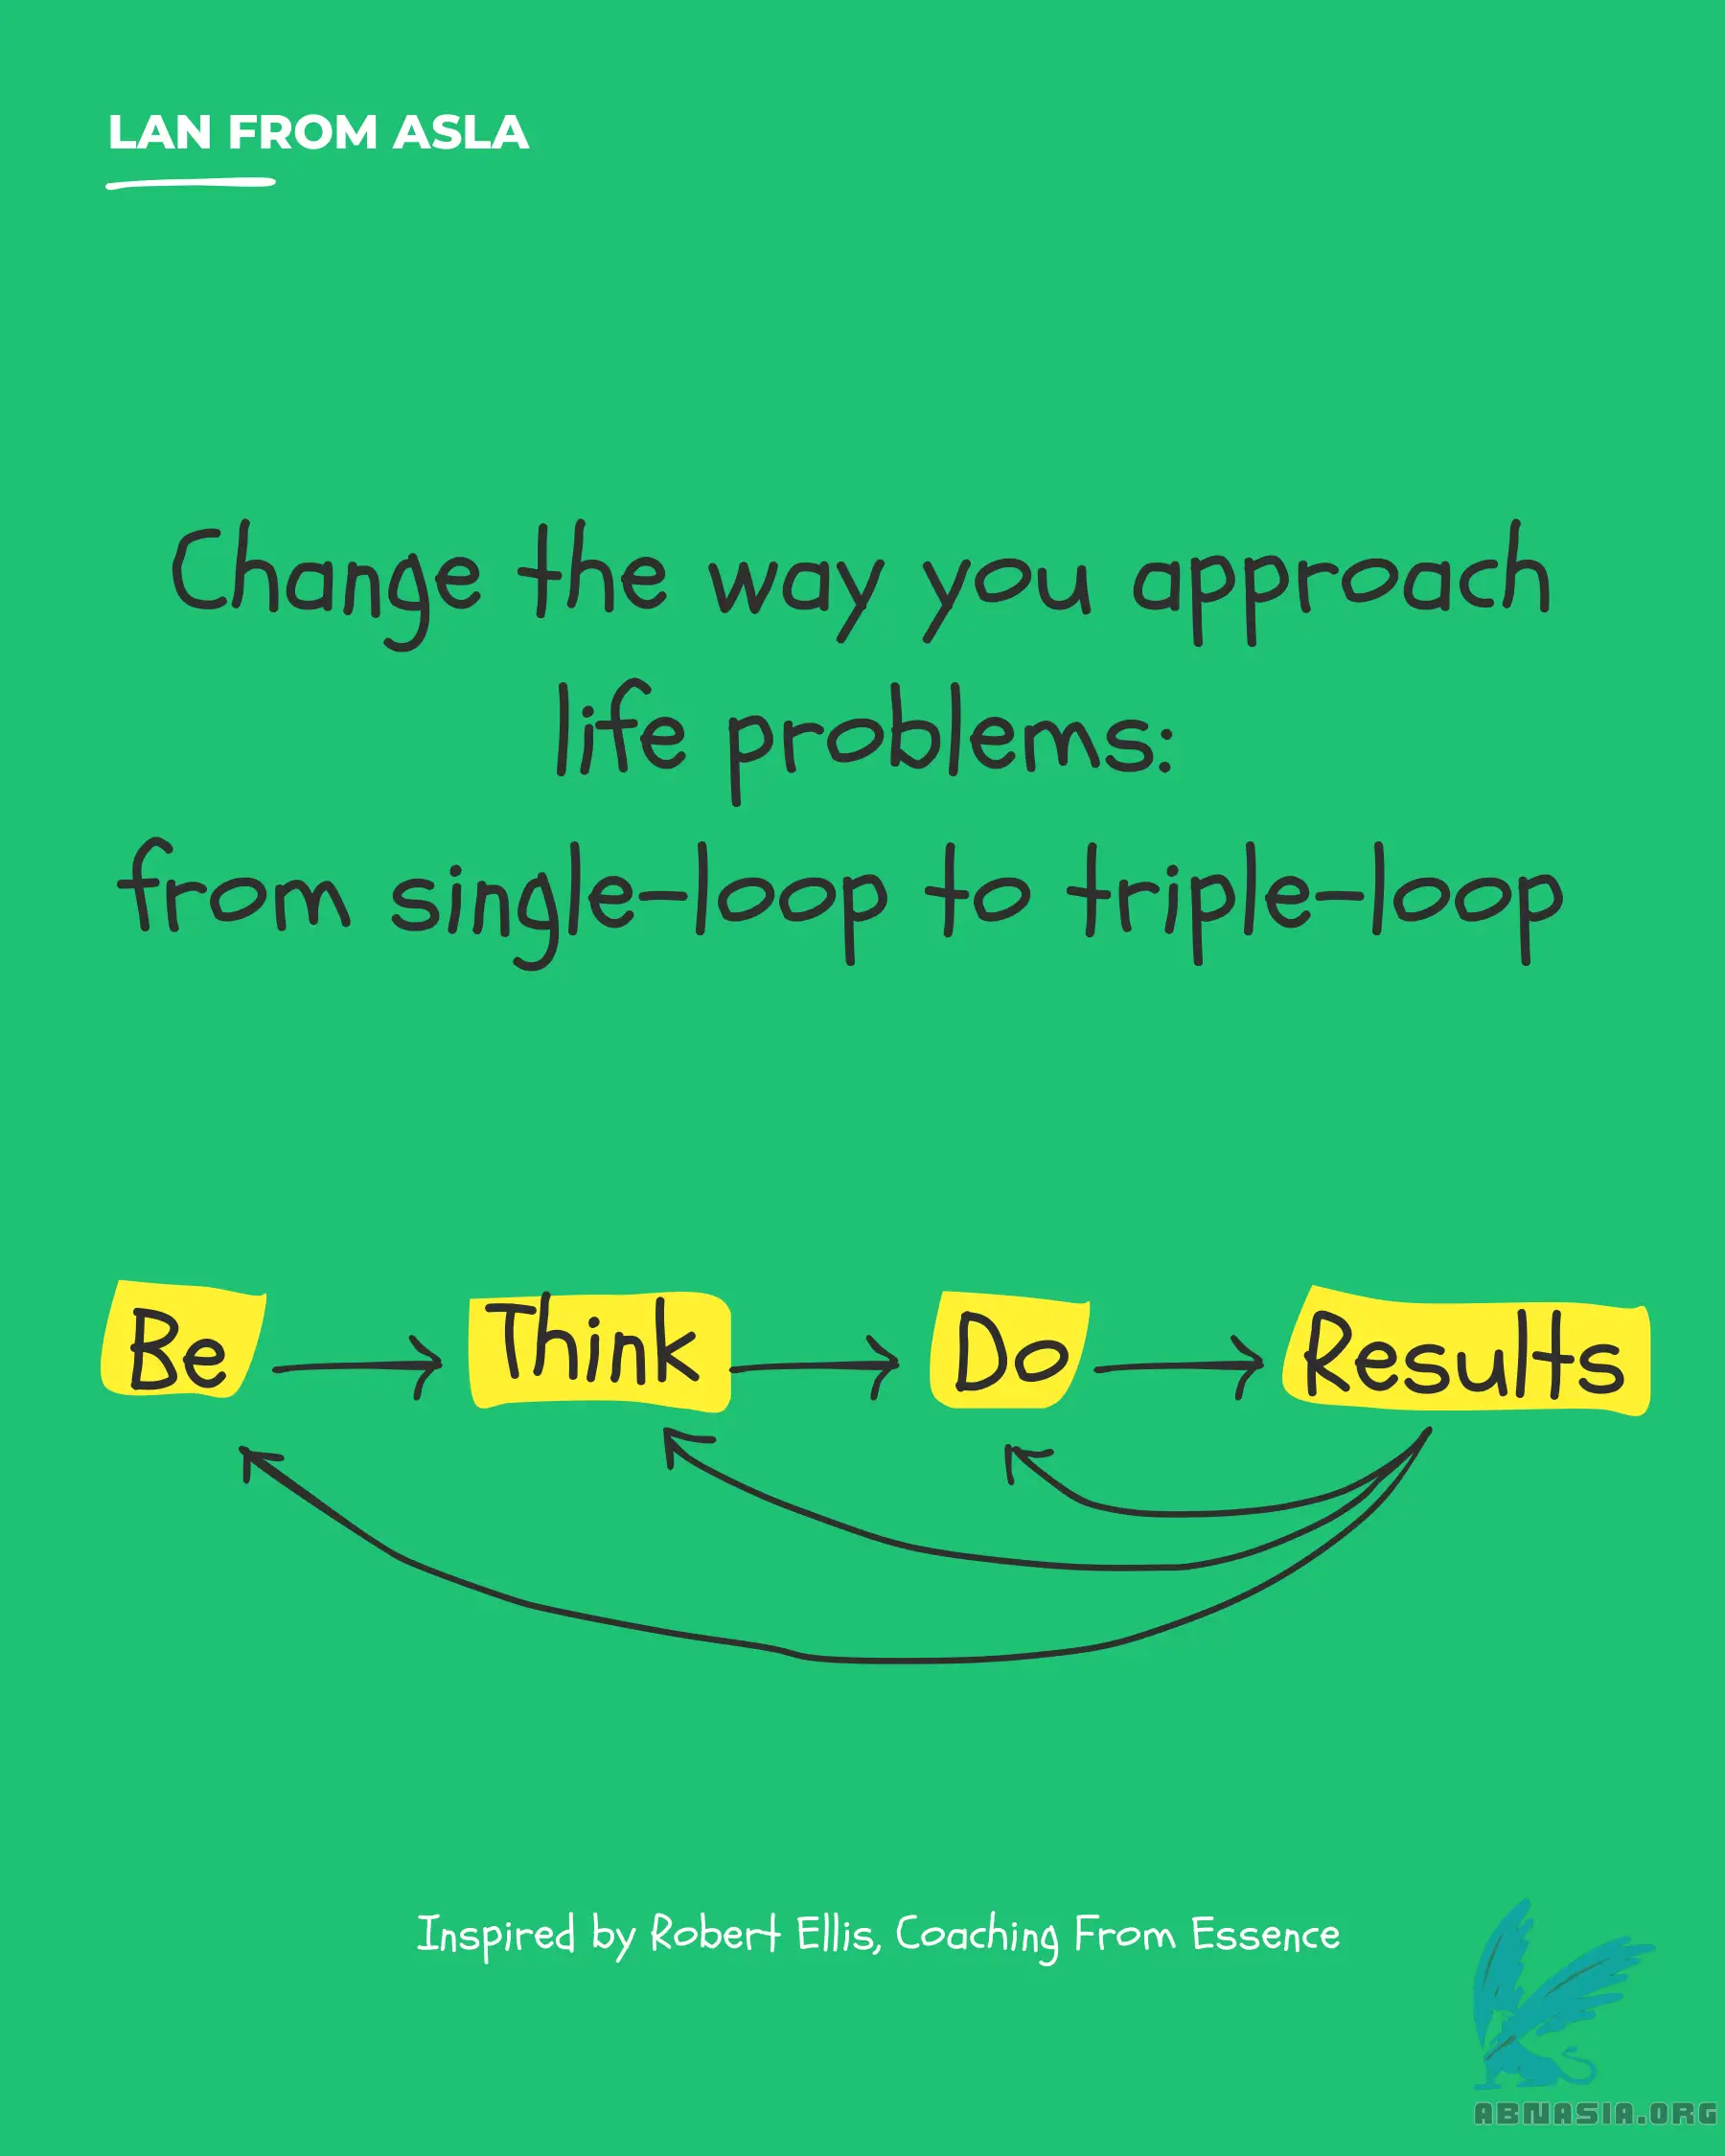 LAN FROM ASLA
Change the way you approach
life problems:
from single-loop to triple-loop
Be
Think
Do
Results
Inspired by Robert Ellis, Coaching From Essence
ABNASIA.ORG